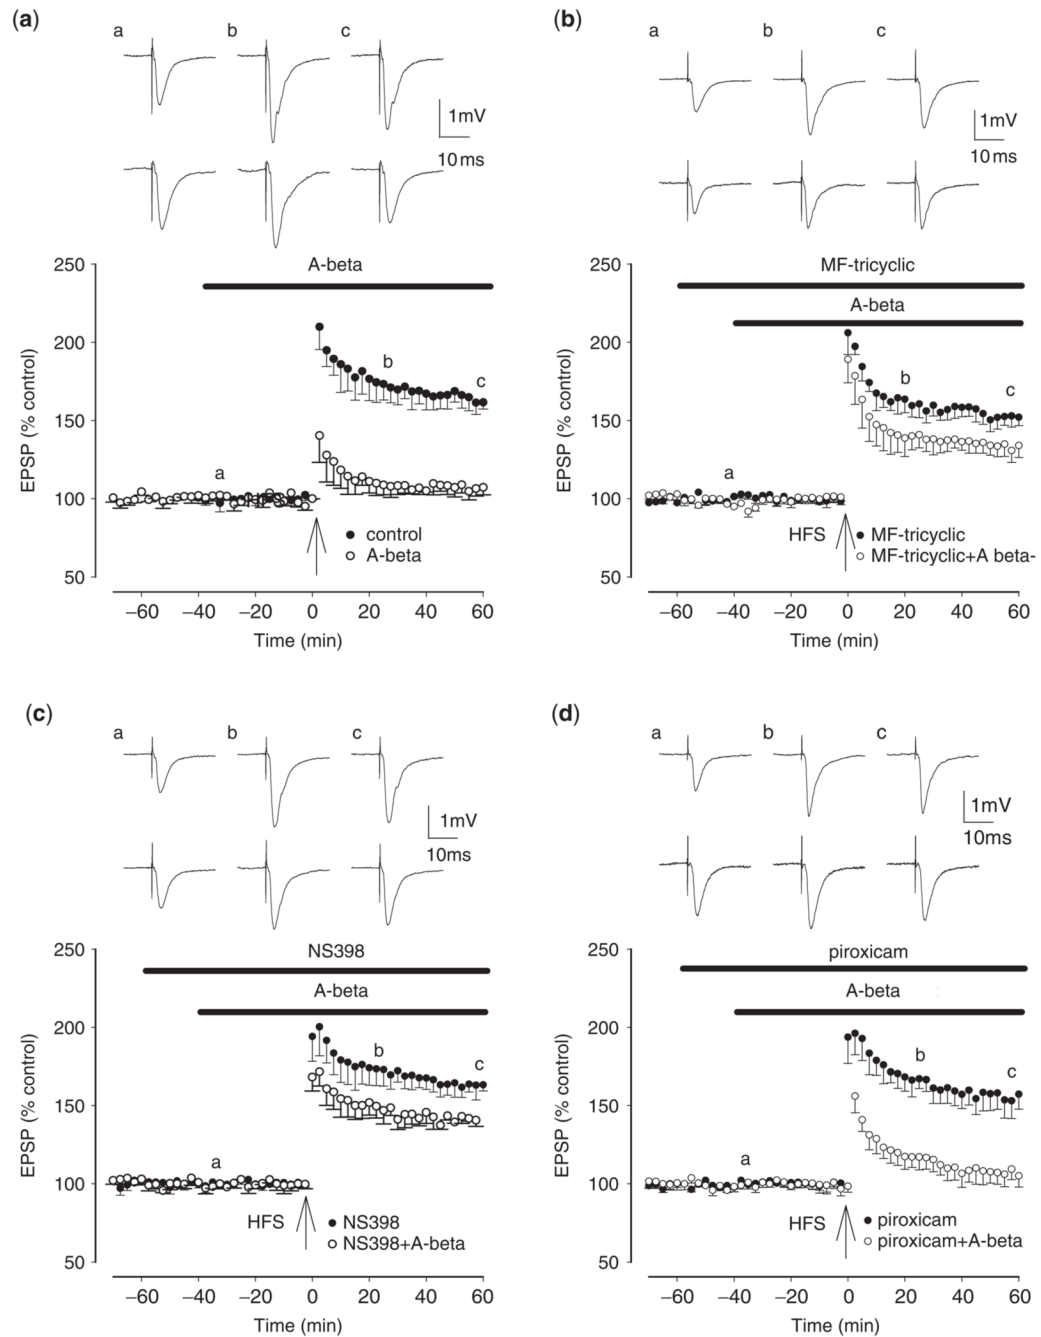 (a)
a b c
1mV
10 ms
A-beta
250
200
150
100
50
EPSP (% control)
a
b
c
control
A-beta
−60 −40 −20 0 20 40 60
Time (min)
(b)
a b c
1mV
10 ms
MF-tricyclic
A-beta
250
200
150
100
50
EPSP (% control)
a
b
c
HFS
MF-tricyclic
MF-tricyclic+A beta-
−60 −40 −20 0 20 40 60
Time (min)
(c)
a b c
1mV
10ms
NS398
A-beta
250
200
150
100
50
EPSP (% control)
a
b
c
HFS
NS398
NS398+A-beta
−60 −40 −20 0 20 40 60
Time (min)
(d)
a b c
1mV
10ms
piroxicam
A-beta
250
200
150
100
50
EPSP (% control)
a
b
c
HFS
piroxicam
piroxicam+A-beta
−60 −40 −20 0 20 40 60
Time (min)